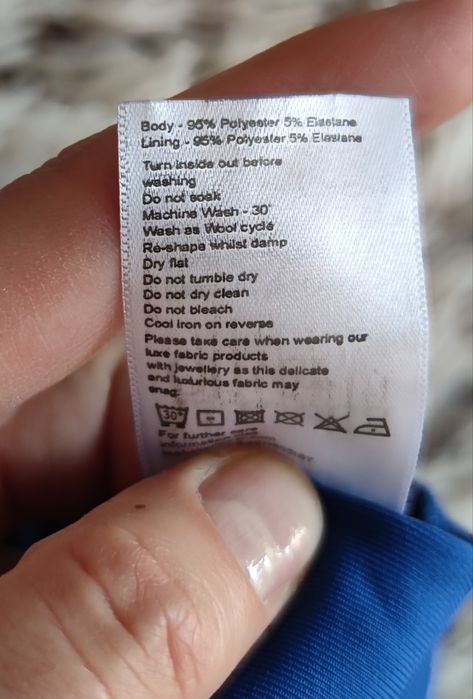 Body - 95% Polyester 5% Elastane
Lining - 95% Polyester 5% Elastane
Turn inside out before
washing
Do not soak
Machine Wash - 30°
Wash as Wool cycle
Re-shape whilst damp
Dry flat
Do not tumble dry
Do not dry clean
Do not bleach
Cool iron on reverse
Please take care when wearing our
luxe fabric products
with jewellery as this delicate
and luxurious fabric may
snag.
30°
For further care
information